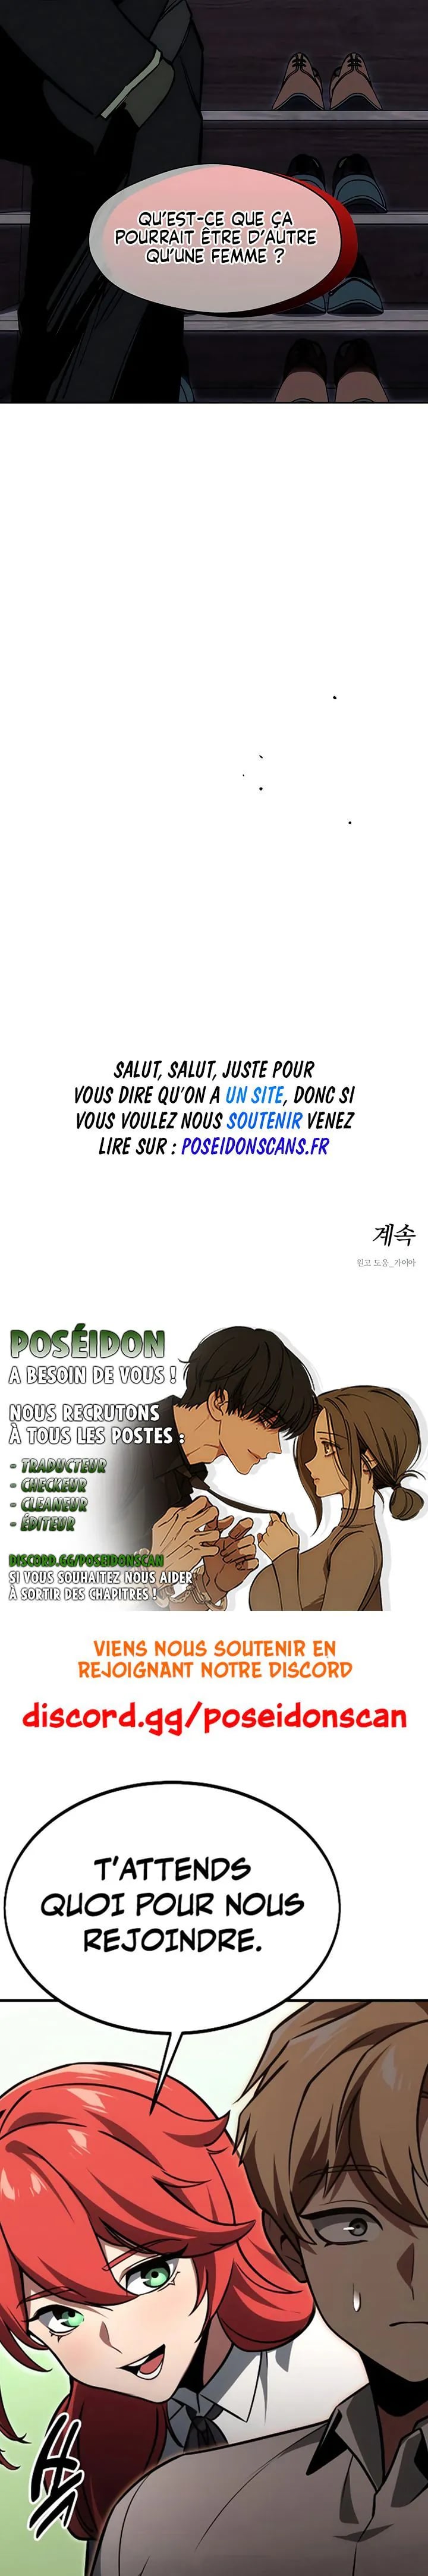 QU'EST-CE QUE ÇA
POURRAIT ÊTRE D'AUTRE
QU'UNE FEMME ?
SALUT, SALUT, JUSTE POUR
VOUS DIRE QU'ON A UN SITE, DONC SI
VOUS VOULEZ NOUS SOUTENIR VENEZ
LIRE SUR : POSEIDONSCANS.FR
계속
원고 도움_가이아
POSÉIDON
A BESOIN DE VOUS !
NOUS RECRUTONS
À TOUS LES POSTES :
- TRADUCTEUR
- CHECKEUR
- CLEANEUR
- ÉDITEUR
DISCORD.GG/POSEIDONSCAN
SI VOUS SOUHAITEZ NOUS AIDER
À SORTIR DES CHAPITRES !
VIENS NOUS SOUTENIR EN
REJOIGNANT NOTRE DISCORD
discord.gg/poseidonscan
T'ATTENDS
QUOI POUR NOUS
REJOINDRE.